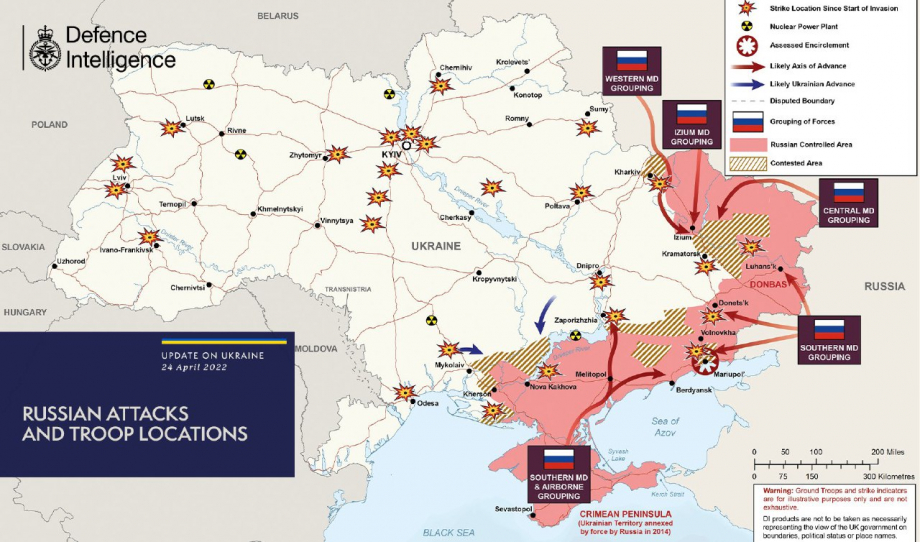 Defence
Intelligence
BELARUS
POLAND
SLOVAKIA
HUNGARY
MOLDOVA
RUSSIA
UKRAINE
TRANSNISTRIA
Strike Location Since Start of Invasion
Nuclear Power Plant
Assessed Encirclement
Likely Axis of Advance
Likely Ukrainian Advance
Disputed Boundary
Grouping of Forces
Russian Controlled Area
Contested Area
WESTERN MD
GROUPING
IZIUM MD
GROUPING
CENTRAL MD
GROUPING
SOUTHERN MD
GROUPING
SOUTHERN MD
& AIRBORNE
GROUPING
Chernihiv
Krolevets'
Konotop
Sumy
Romny
Lutsk
Rivne
Zhytomyr
KYIV
Kharkiv
Lviv
Ternopil
Khmelnytskyi
Vinnytsya
Cherkasy
Poltava
Dnieper River
Izium
Kramatorsk
Luhans'k
DONBAS
Uzhorod
Ivano-Frankivsk
Dniester River
Chernivtsi
Kropyvnytski
Dnipro
Donets'k
Zaporizhzhia
Volnovkha
Mykolaiv
Kherson
Nova Kakhova
Melitopol
Mariupol'
Berdyansk
Odesa
Sea of
Azov
Syvash
Lake
Kerch Strait
Sevastopol
CRIMEAN PENINSULA
(Ukrainian Territory annexed
by force by Russia in 2014)
BLACK SEA
UPDATE ON UKRAINE
24 April 2022
RUSSIAN ATTACKS
AND TROOP LOCATIONS
0 50 100 200 Miles
0 75 150 300 Kilometres
Warning: Ground Troops and strike indicators
are for illustrative purposes only and are not
exhaustive.
DI products are not to be taken as necessarily
representing the view of the UK government on
boundaries, political status or place names.